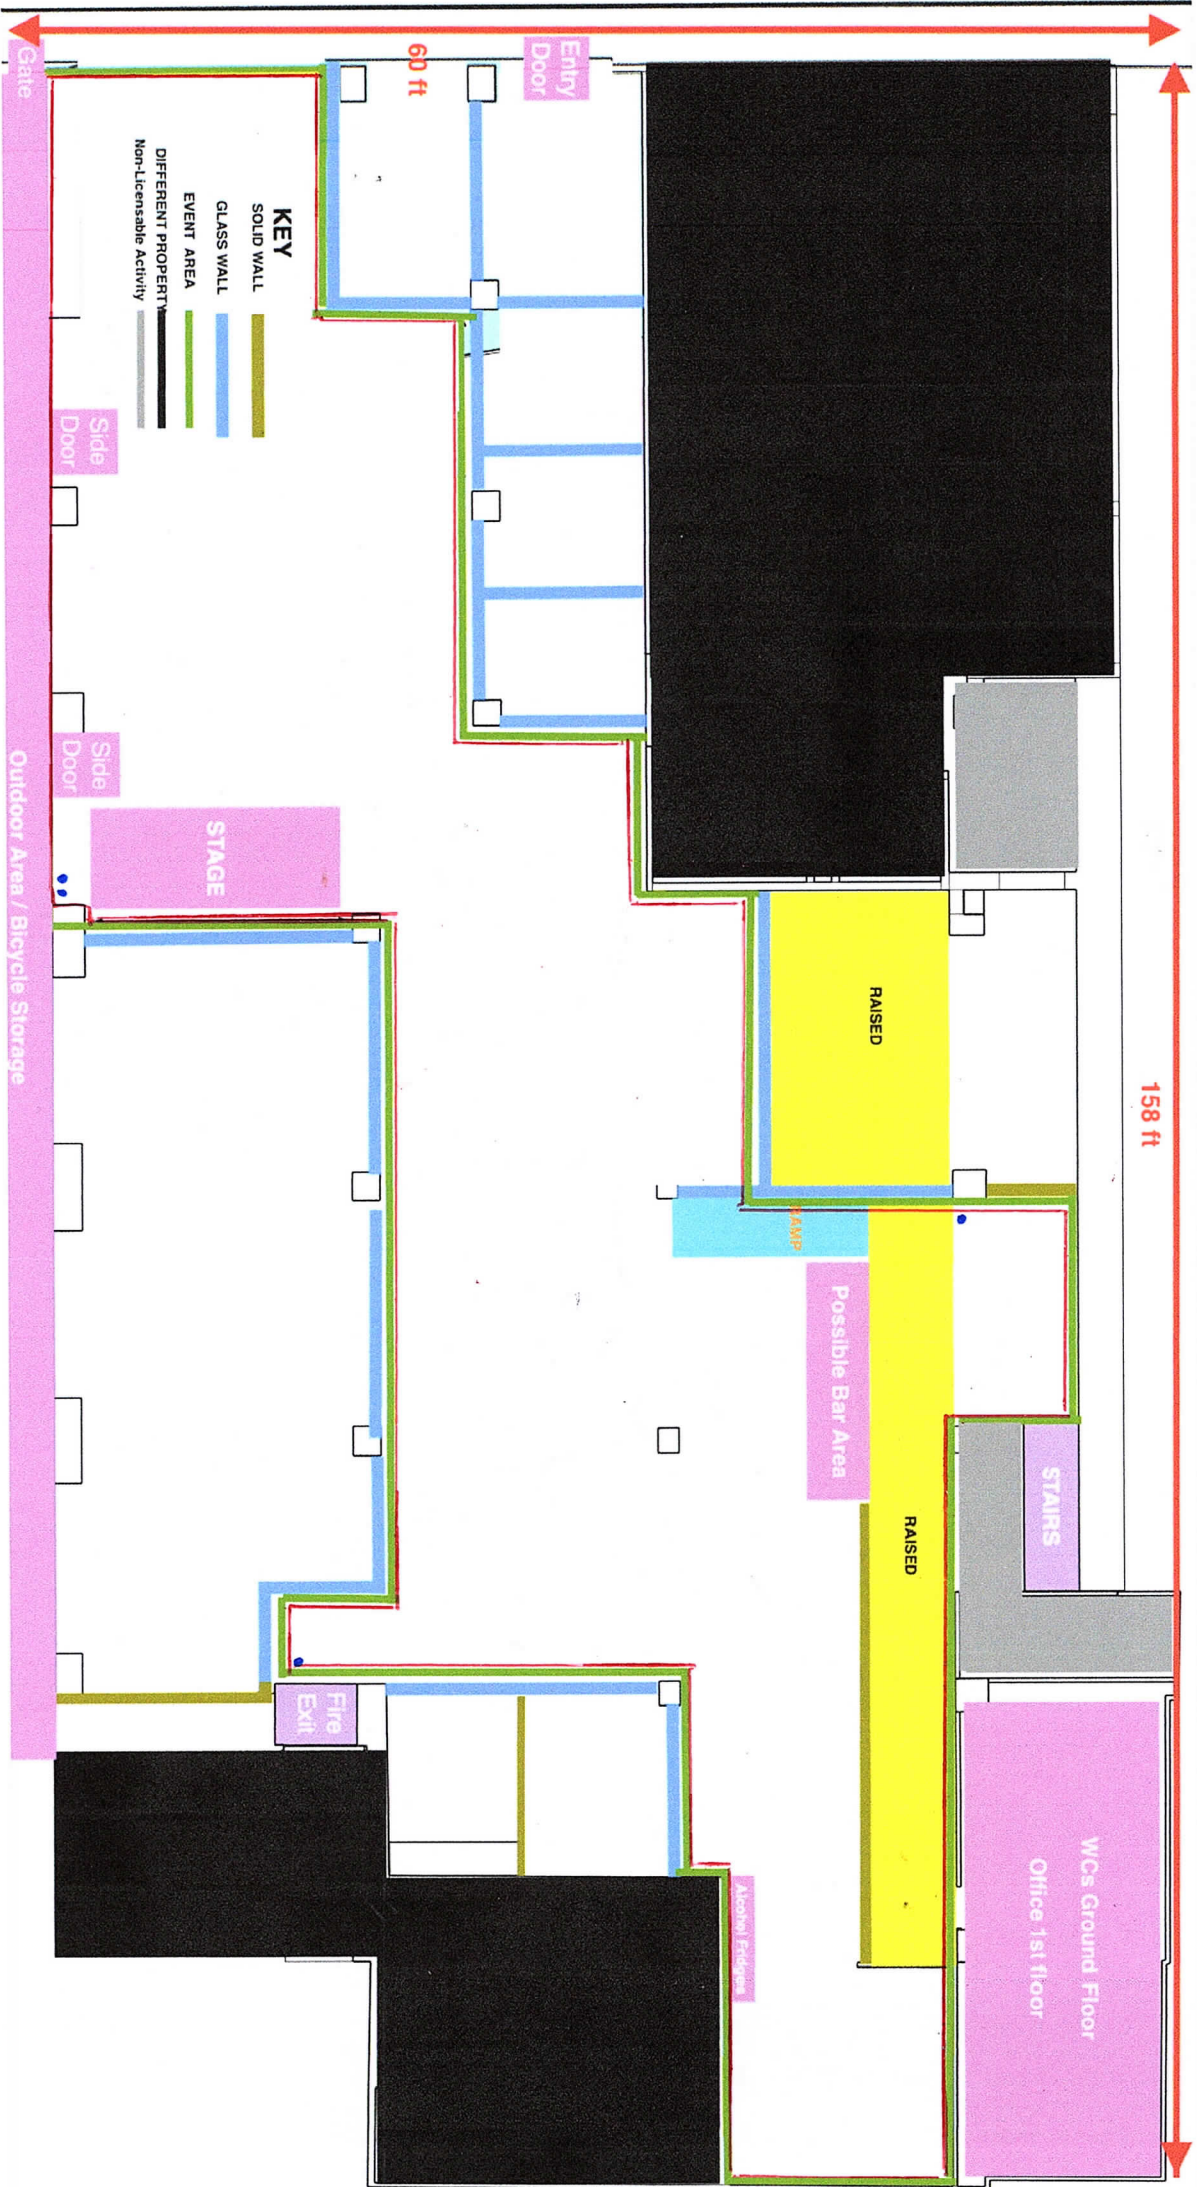 158 ft
60 ft
Entry
Door
Gate
KEY
SOLID WALL
GLASS WALL
EVENT AREA
DIFFERENT PROPERTY
Non-Licensable Activity
Side
Door
Side
Door
STAGE
Outdoor Area / Bicycle Storage
RAISED
RAMP
Possible Bar Area
STAIRS
RAISED
Fire
Exit
WCs Ground Floor
Office 1st floor
Alcohol Fridges